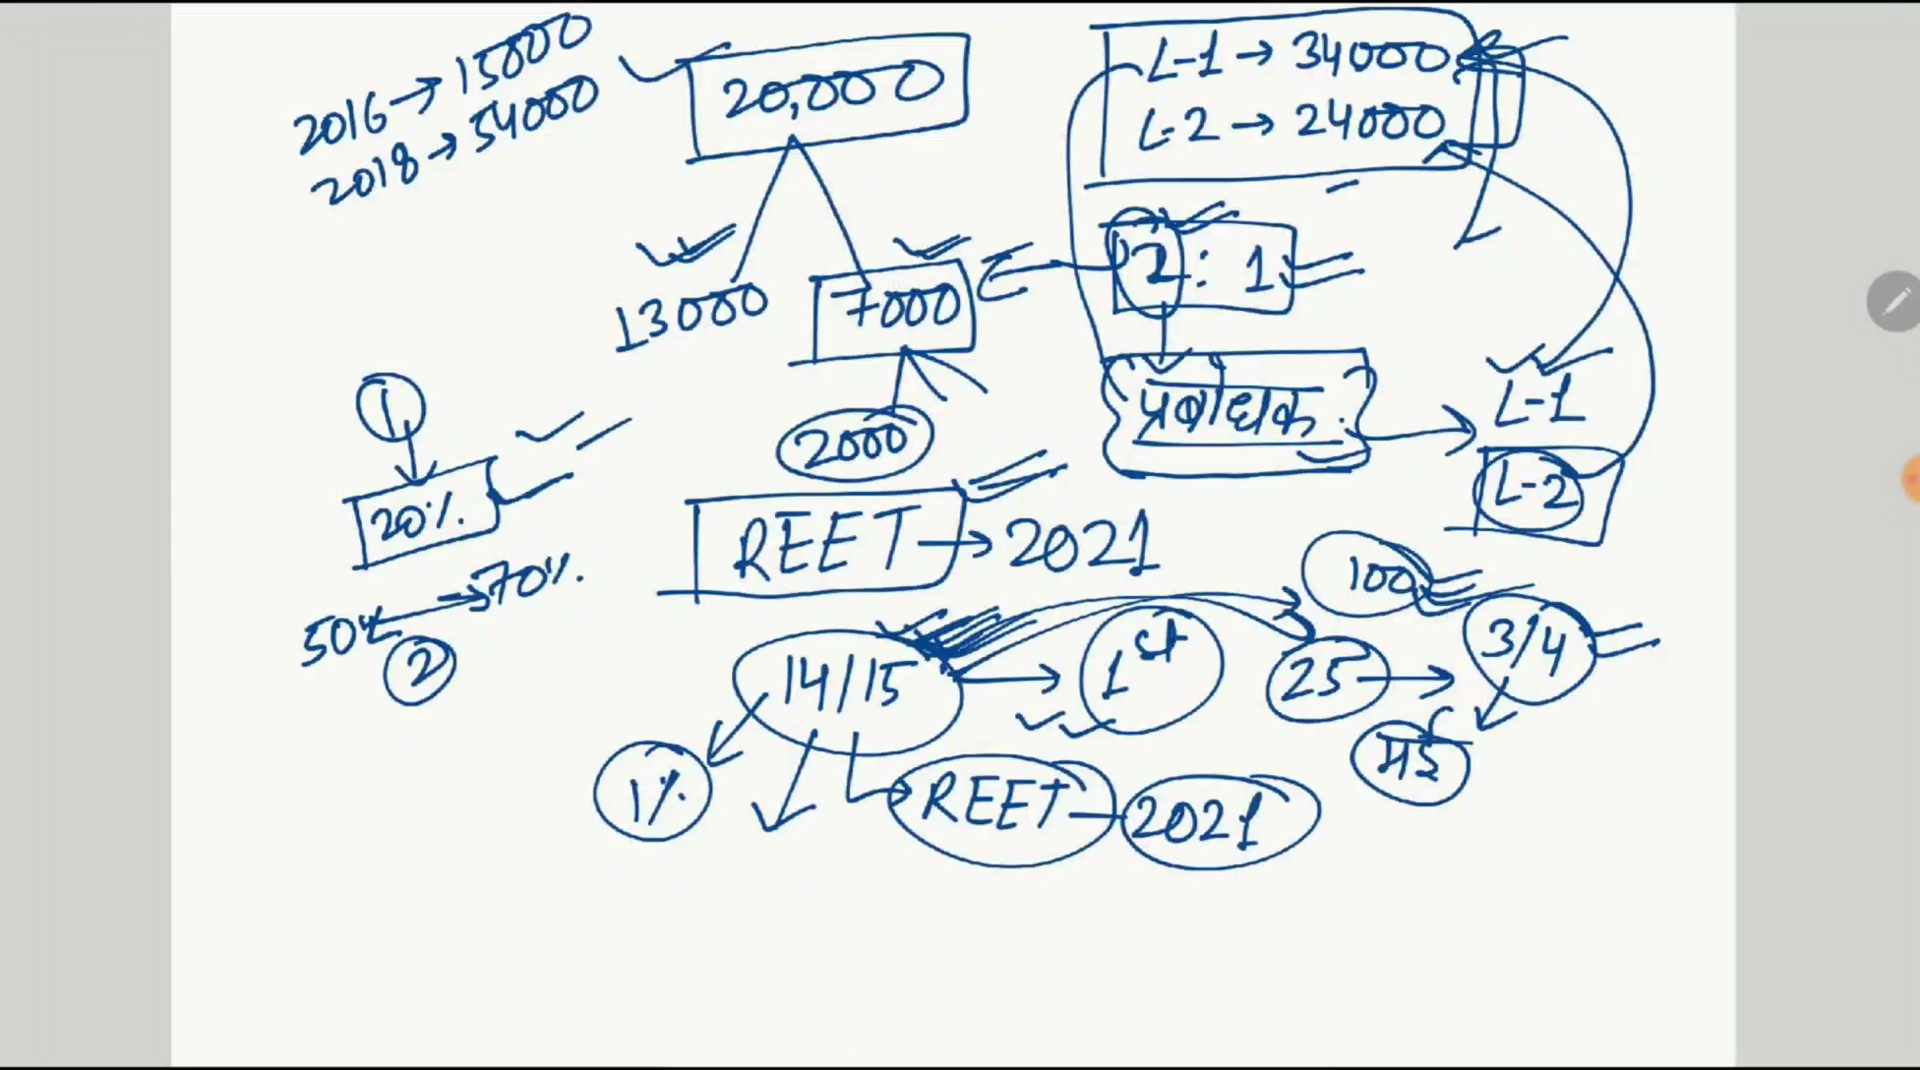 2016 → 15000
2018 → 54000
20,000
13000
7000
2000
L-1 → 34000
L-2 → 24000
2 : 1
प्रबोधक
L-1
L-2
1
20%.
50% → 70%.
2
REET → 2021
14/15 → 1st
100
25 → 3/4
मई
1%.
REET - 2021